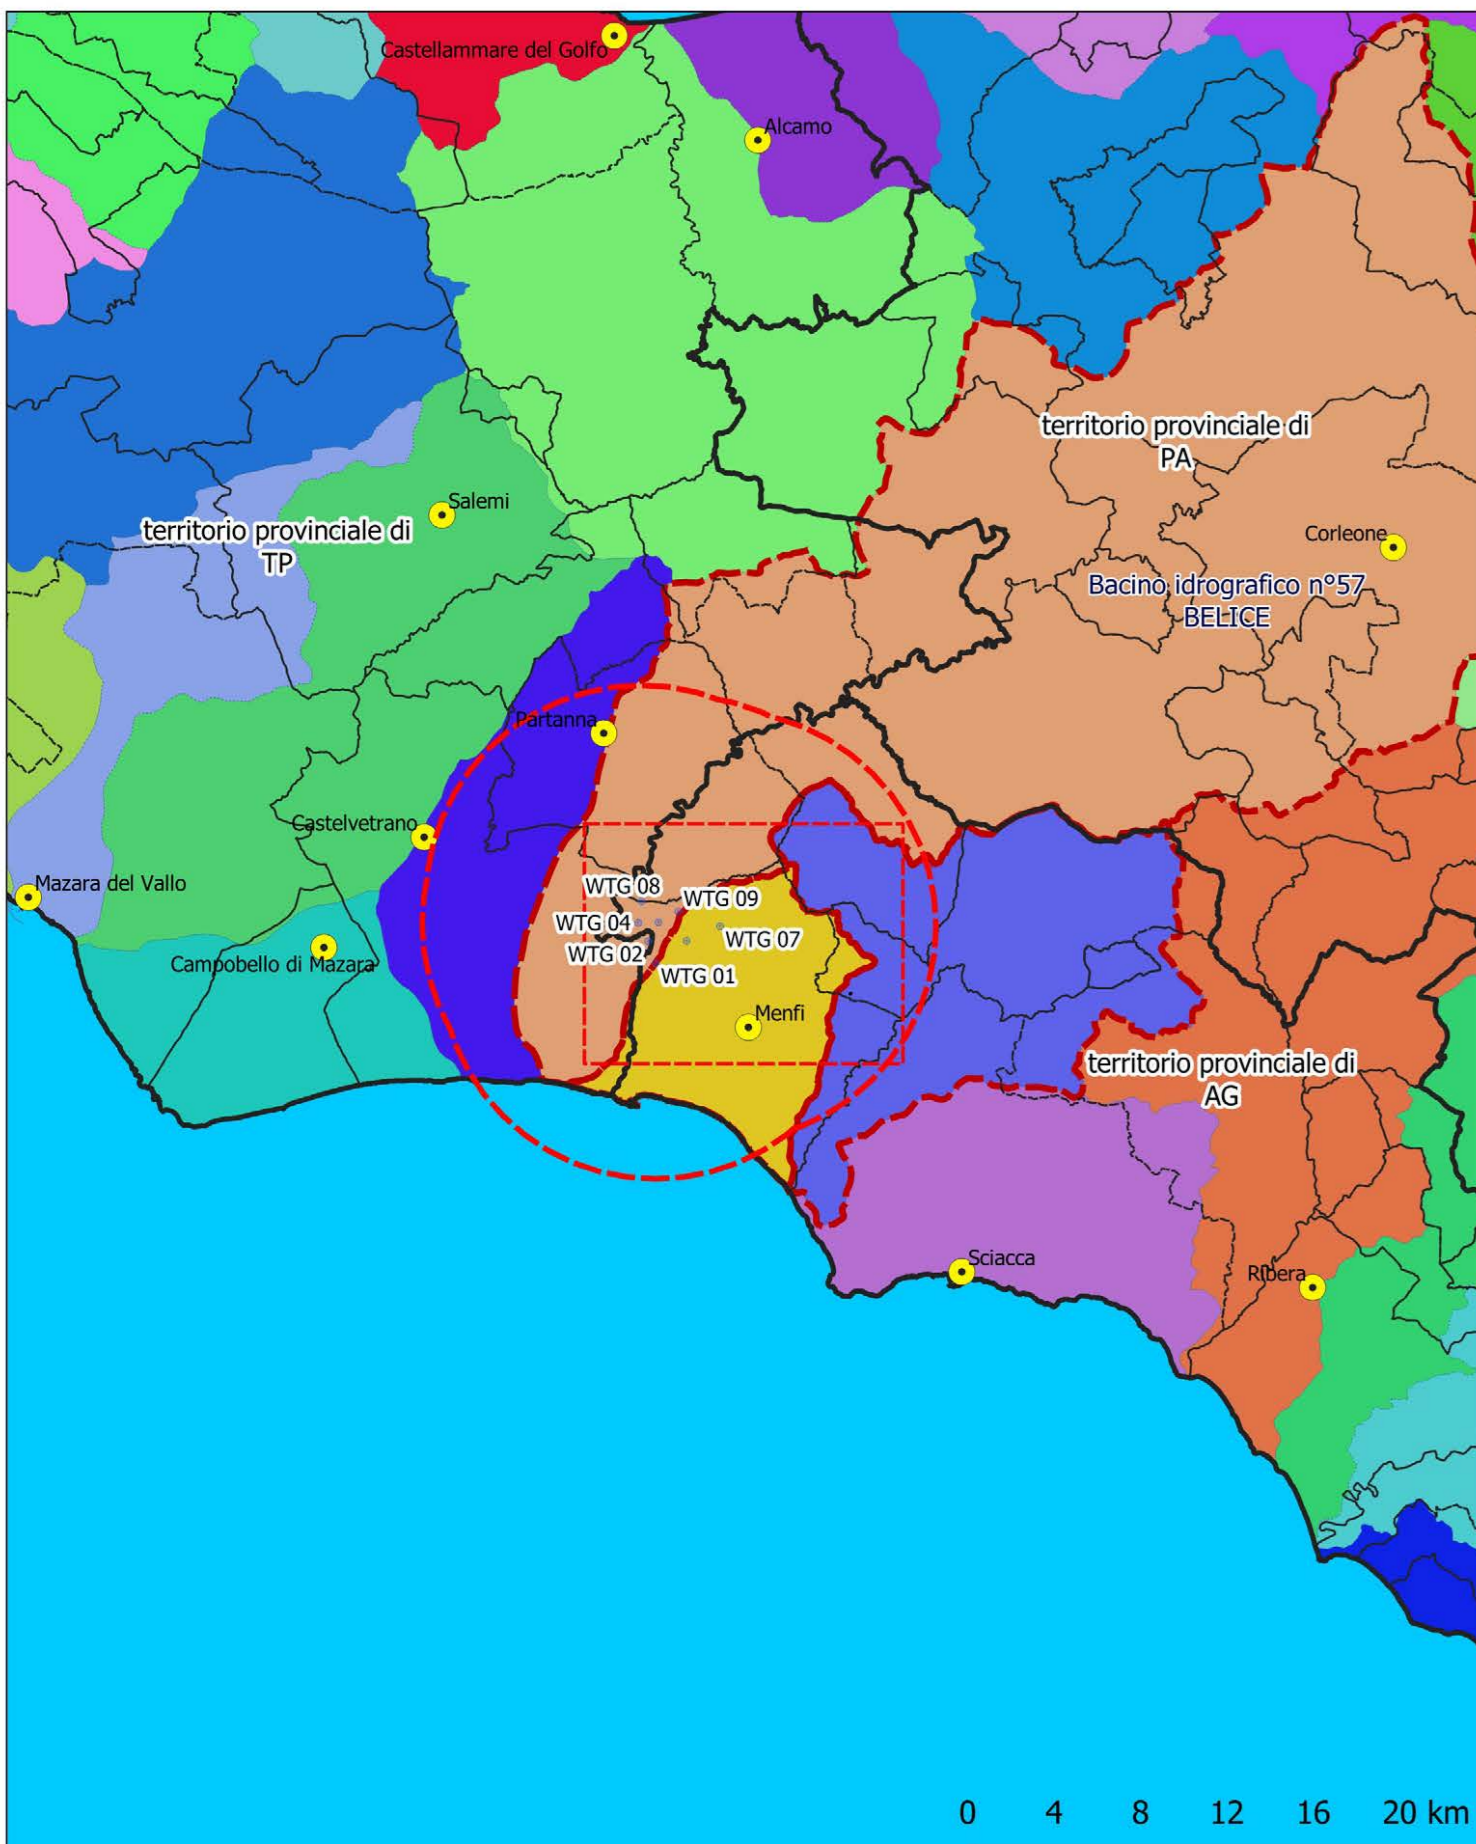 Castellammare del Golfo
Alcamo
territorio provinciale di
PA
Salemi
territorio provinciale di
TP
Corleone
Bacino idrografico n°57
BELICE
Partanna
Castelvetrano
Mazara del Vallo
WTG 08
WTG 09
WTG 04
WTG 07
WTG 02
Campobello di Mazara
WTG 01
Menfi
territorio provinciale di
AG
Sciacca
Ribera
0 4 8 12 16 20 km